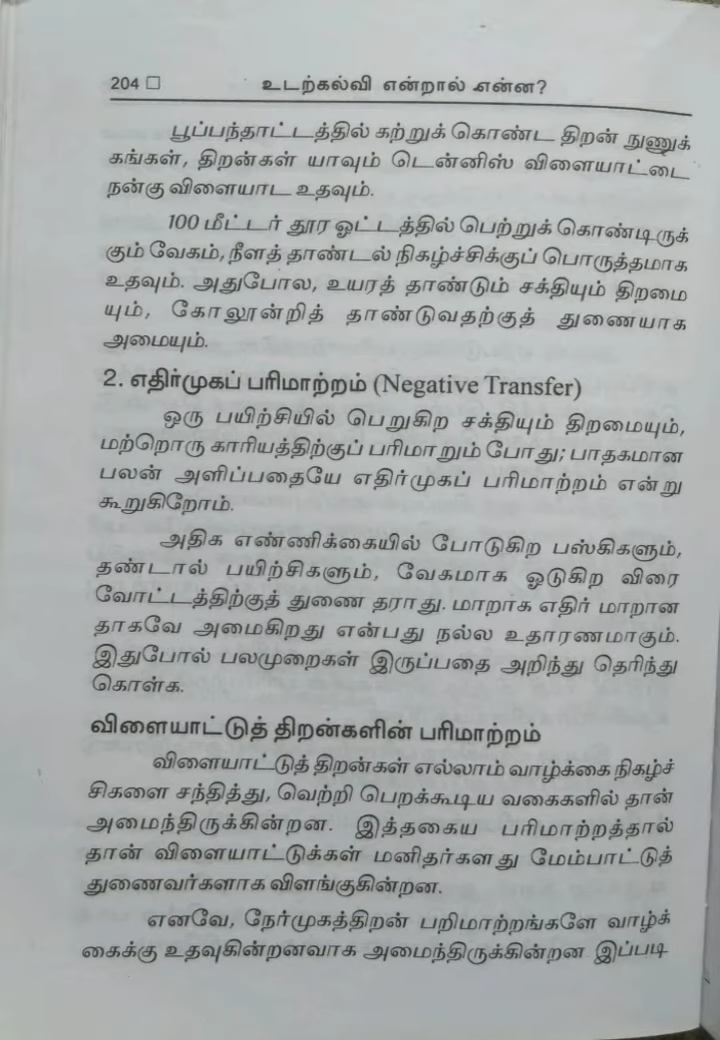 204 □ உடற்கல்வி என்றால் என்ன?
பூப்பந்தாட்டத்தில் கற்றுக் கொண்ட திறன் நுணுக்
கங்கள், திறன்கள் யாவும் டென்னிஸ் விளையாட்டை
நன்கு விளையாட உதவும்.
100 மீட்டர் தூர ஓட்டத்தில் பெற்றுக் கொண்டிருக்
கும் வேகம், நீளத் தாண்டல் நிகழ்ச்சிக்குப் பொருத்தமாக
உதவும். அதுபோல, உயரத் தாண்டும் சக்தியும் திறமை
யும், கோலூன்றித் தாண்டுவதற்குத் துணையாக
அமையும்.
2. எதிர்முகப் பரிமாற்றம் (Negative Transfer)
ஒரு பயிற்சியில் பெறுகிற சக்தியும் திறமையும்,
மற்றொரு காரியத்திற்குப் பரிமாறும் போது; பாதகமான
பலன் அளிப்பதையே எதிர்முகப் பரிமாற்றம் என்று
கூறுகிறோம்.
அதிக எண்ணிக்கையில் போடுகிற பஸ்கிகளும்,
தண்டால் பயிற்சிகளும், வேகமாக ஓடுகிற விரை
வோட்டத்திற்குத் துணை தராது. மாறாக எதிர் மாறான
தாகவே அமைகிறது என்பது நல்ல உதாரணமாகும்.
இதுபோல் பலமுறைகள் இருப்பதை அறிந்து தெரிந்து
கொள்க.
விளையாட்டுத் திறன்களின் பரிமாற்றம்
விளையாட்டுத் திறன்கள் எல்லாம் வாழ்க்கை நிகழ்ச்
சிகளை சந்தித்து, வெற்றி பெறக்கூடிய வகைகளில் தான்
அமைந்திருக்கின்றன. இத்தகைய பரிமாற்றத்தால்
தான் விளையாட்டுக்கள் மனிதர்களது மேம்பாட்டுத்
துணைவர்களாக விளங்குகின்றன.
எனவே, நேர்முகத்திறன் பறிமாற்றங்களே வாழ்க்
கைக்கு உதவுகின்றனவாக அமைந்திருக்கின்றன இப்படி